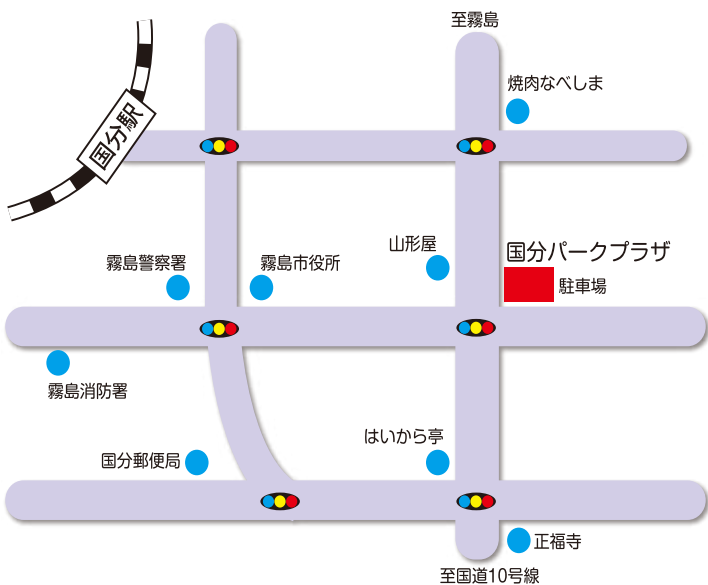 至霧島
焼肉なべしま
国分駅
山形屋
国分パークプラザ
霧島警察署
霧島市役所
駐車場
霧島消防署
はいから亭
国分郵便局
正福寺
至国道10号線